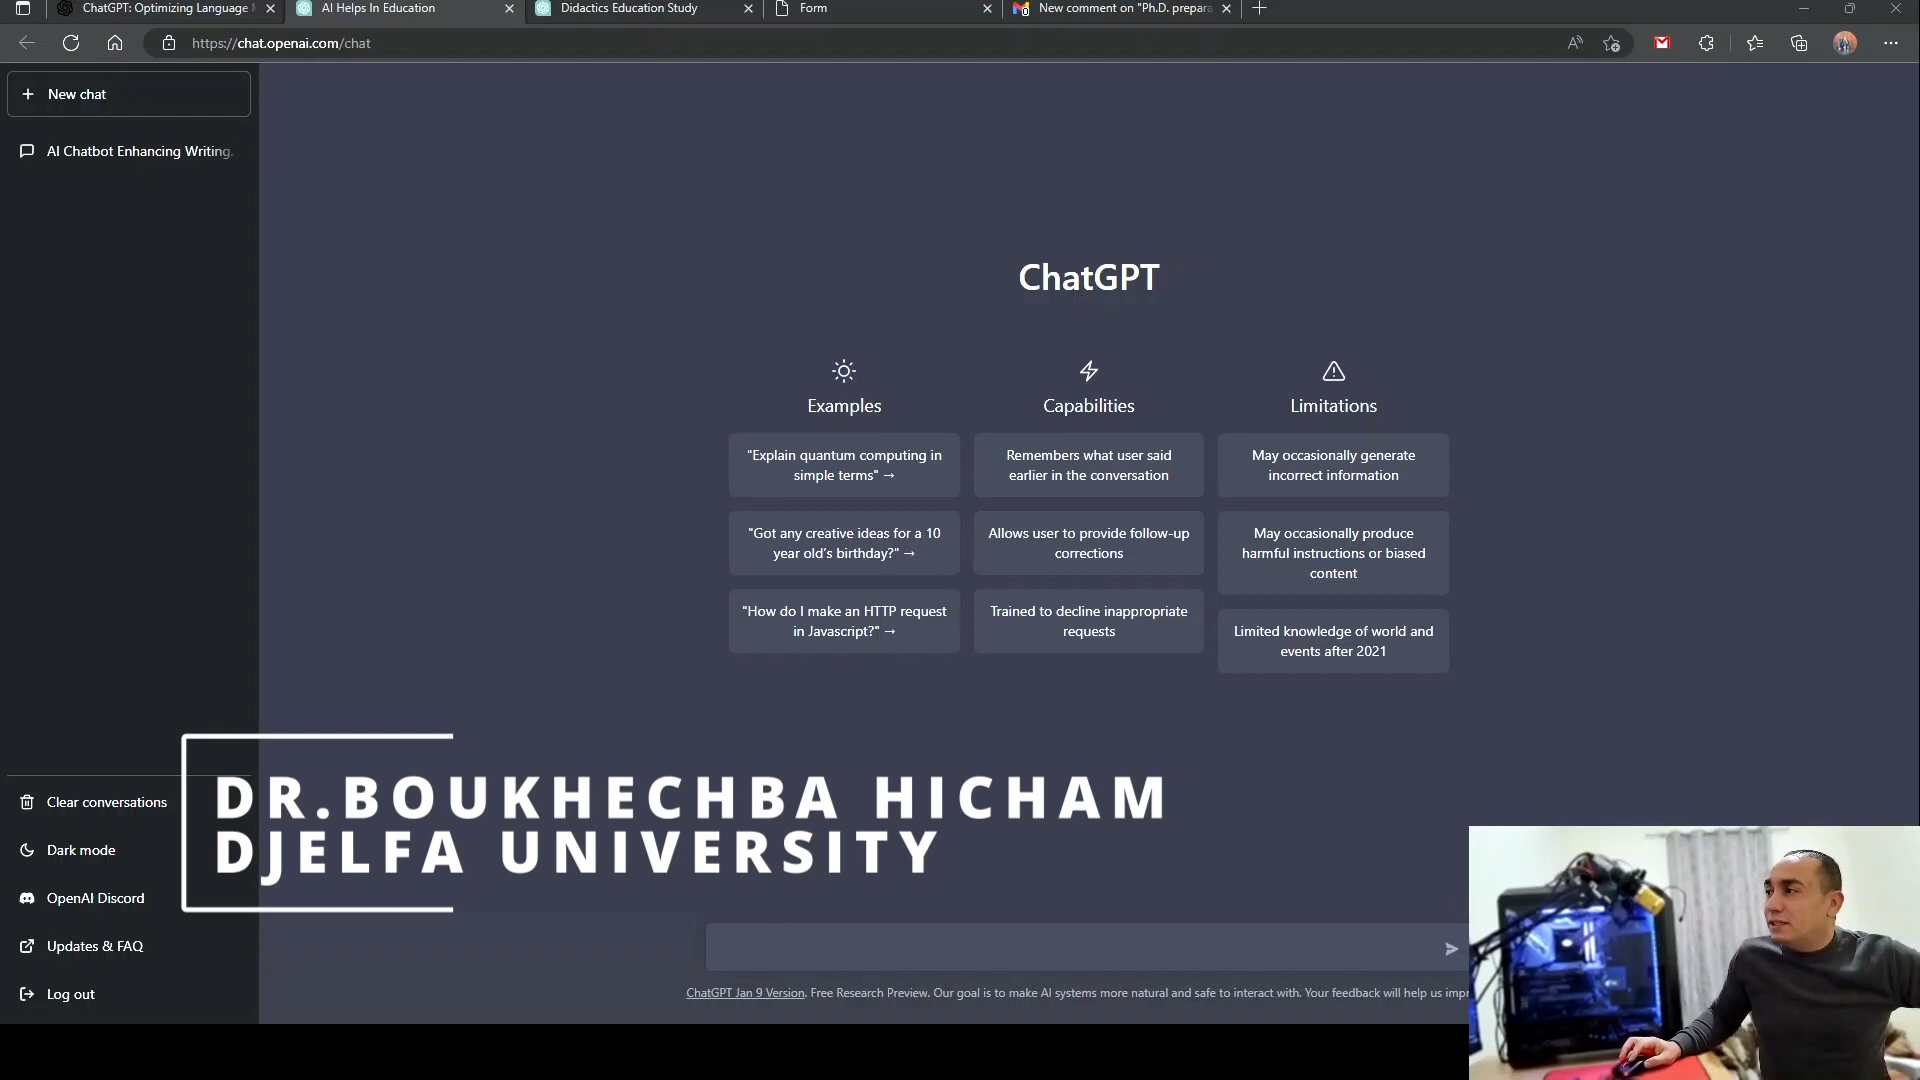 ChatGPT: Optimizing Language
AI Helps In Education
Didactics Education Study
Form
New comment on "Ph.D. prepara
https://chat.openai.com/chat
New chat
AI Chatbot Enhancing Writing.
ChatGPT
Examples
"Explain quantum computing in
simple terms" →
"Got any creative ideas for a 10
year old's birthday?" →
"How do I make an HTTP request
in Javascript?" →
Capabilities
Remembers what user said
earlier in the conversation
Allows user to provide follow-up
corrections
Trained to decline inappropriate
requests
Limitations
May occasionally generate
incorrect information
May occasionally produce
harmful instructions or biased
content
Limited knowledge of world and
events after 2021
Clear conversations
Dark mode
OpenAI Discord
Updates & FAQ
Log out
DR.BOUKHECHBA HICHAM
DJELFA UNIVERSITY
ChatGPT Jan 9 Version. Free Research Preview. Our goal is to make AI systems more natural and safe to interact with. Your feedback will help us impr